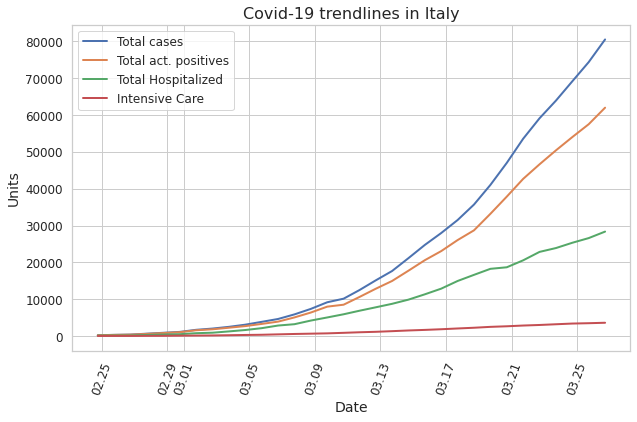 Covid-19 trendlines in Italy
Total cases
Total act. positives
Total Hospitalized
Intensive Care
80000
70000
60000
50000
40000
30000
20000
10000
0
Units
02.25
02.29
03.01
03.05
03.09
03.13
03.17
03.21
03.25
Date